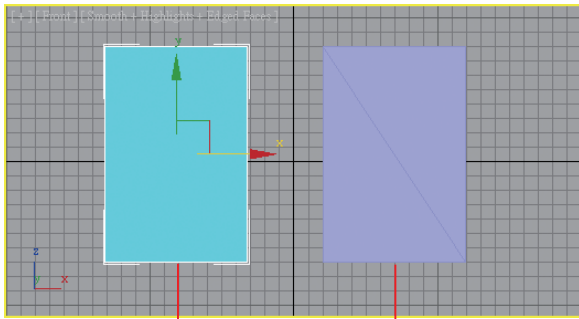 [+][Front][Smooth + Highlights + Edged Faces]
y
x
z
y
x